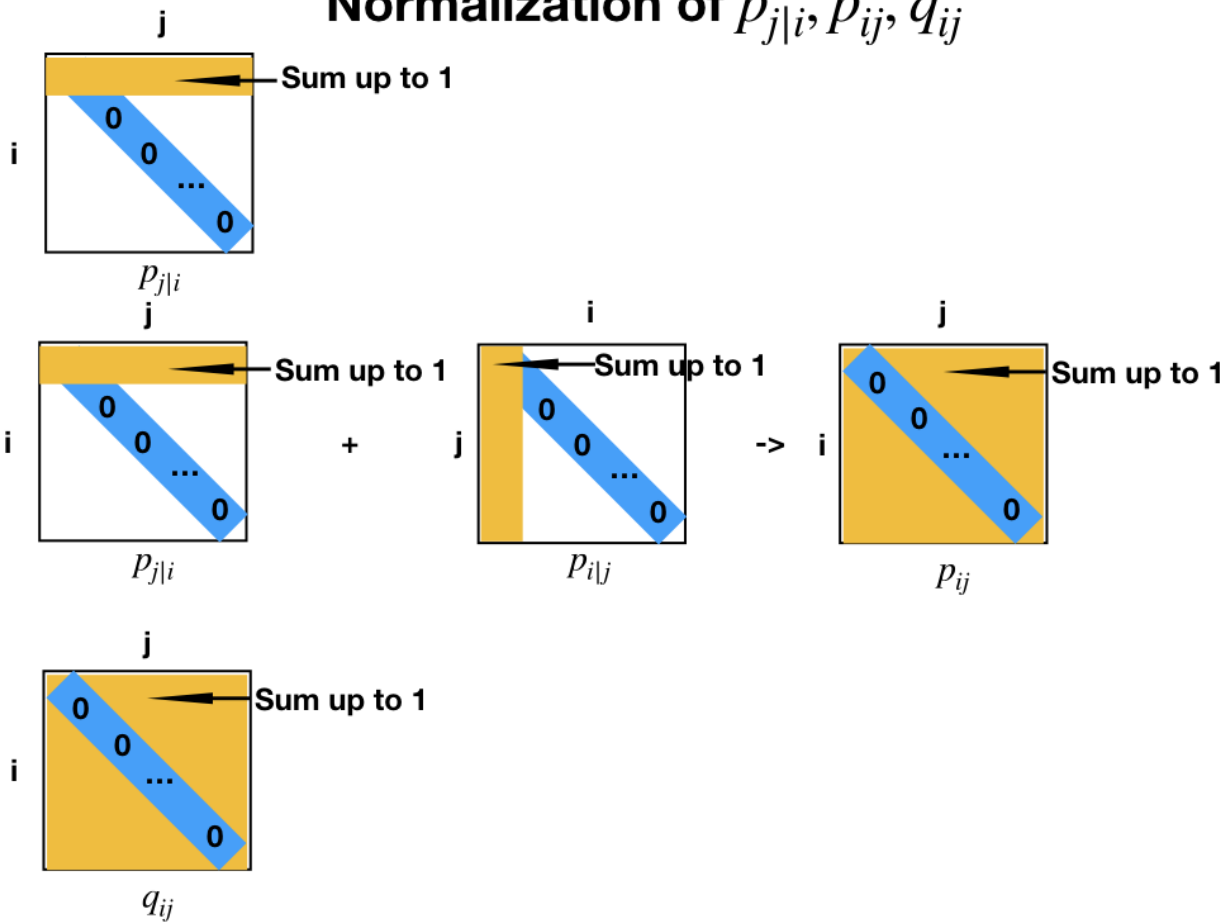 Normalization of p_{j|i}, p_{ij}, q_{ij}
j
Sum up to 1
0
i
0
...
0
p_{j|i}
j
i
j
Sum up to 1
Sum up to 1
Sum up to 1
0
0
0
i
0
+
j
0
->
i
0
...
...
...
0
0
0
p_{j|i}
p_{i|j}
p_{ij}
j
Sum up to 1
0
0
i
...
0
q_{ij}